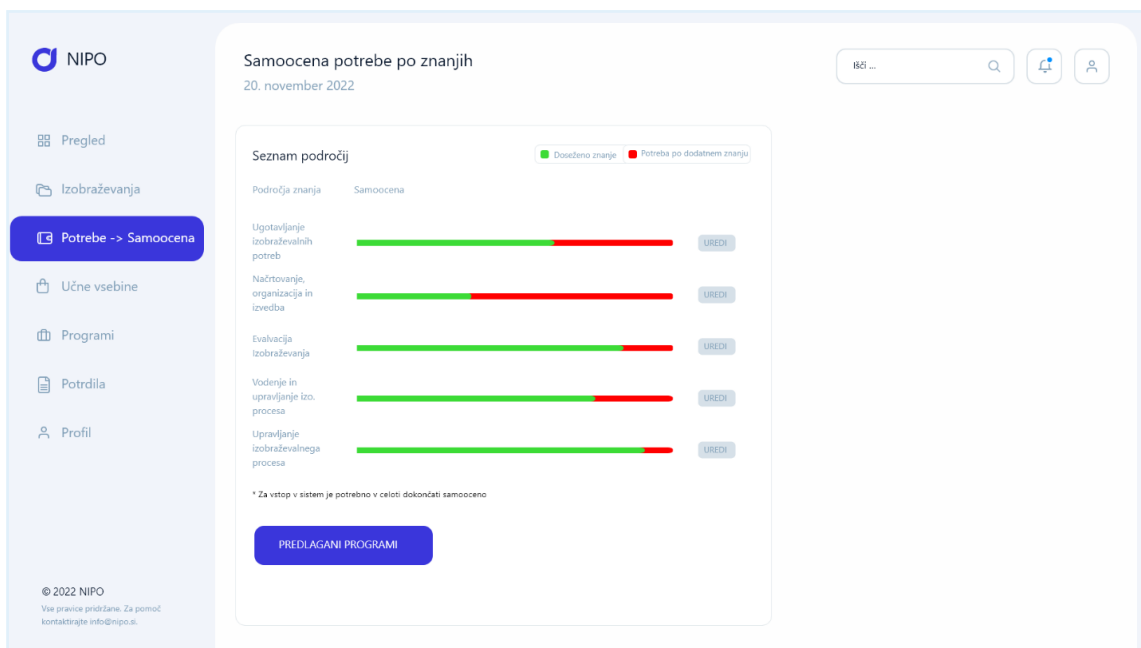 NIPO
Samoocena potrebe po znanjih
20. november 2022
Išči ...
Pregled
Izobraževanja
Potrebe -> Samoocena
Učne vsebine
Programi
Potrdila
Profil
Seznam področij
Doseženo znanje
Potreba po dodatnem znanju
Področja znanja
Samoocena
Ugotavljanje
izobraževalnih
potreb
UREDI
Načrtovanje,
organizacija in
izvedba
UREDI
Evalvacija
Izobraževanja
UREDI
Vodenje in
upravljanje izo.
procesa
UREDI
Upravljanje
izobraževalnega
procesa
UREDI
* Za vstop v sistem je potrebno v celoti dokončati samooceno
PREDLAGANI PROGRAMI
© 2022 NIPO
Vse pravice pridržane. Za pomoč
kontaktirajte info@nipo.si.